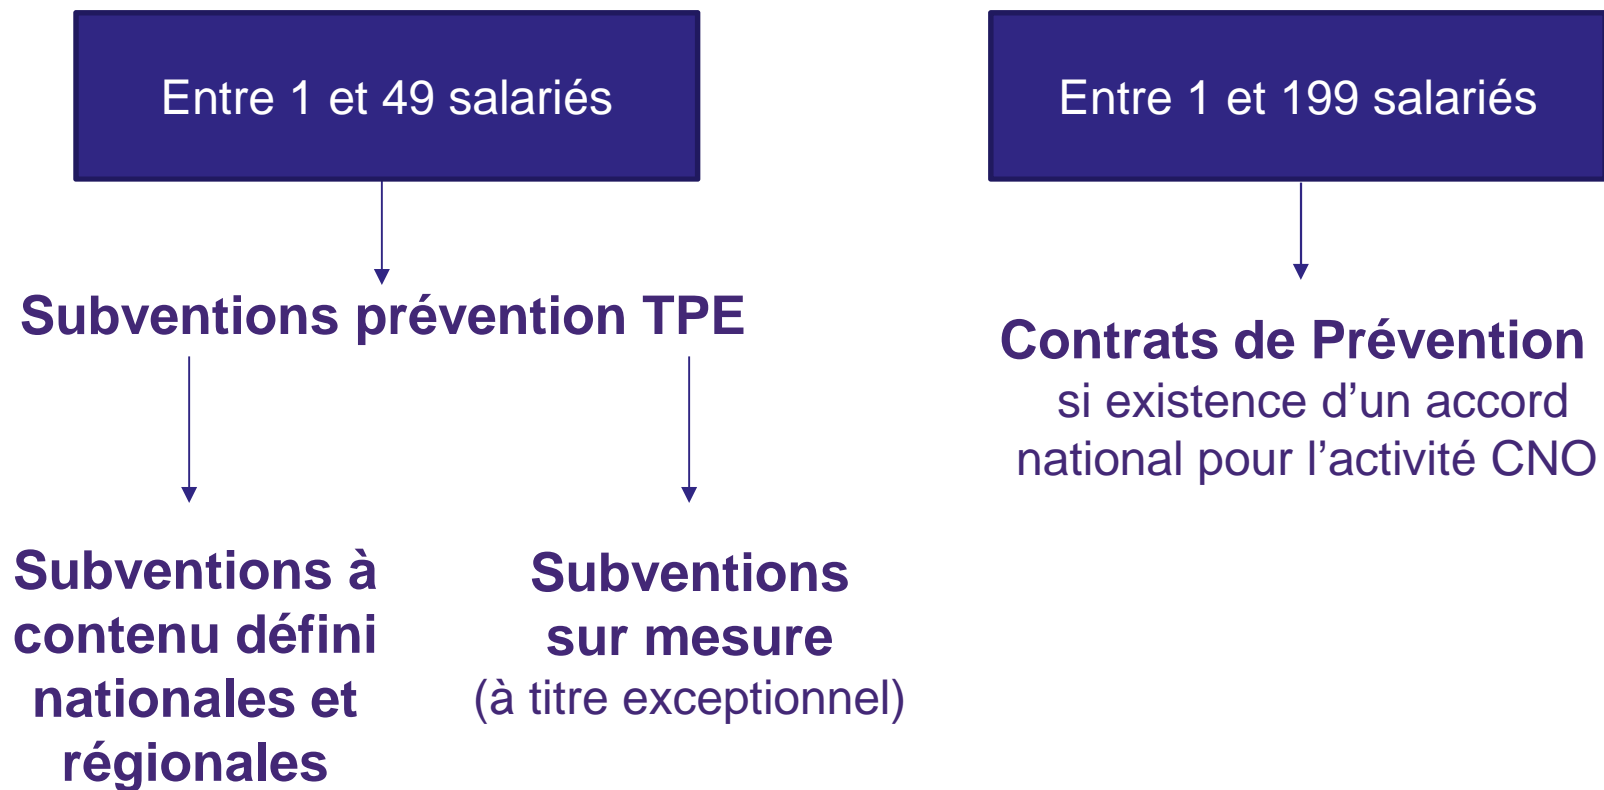 Entre 1 et 49 salariés
Entre 1 et 199 salariés
Subventions prévention TPE
Contrats de Prévention
si existence d’un accord
national pour l’activité CNO
Subventions à
contenu défini
nationales et
régionales
Subventions
sur mesure
(à titre exceptionnel)